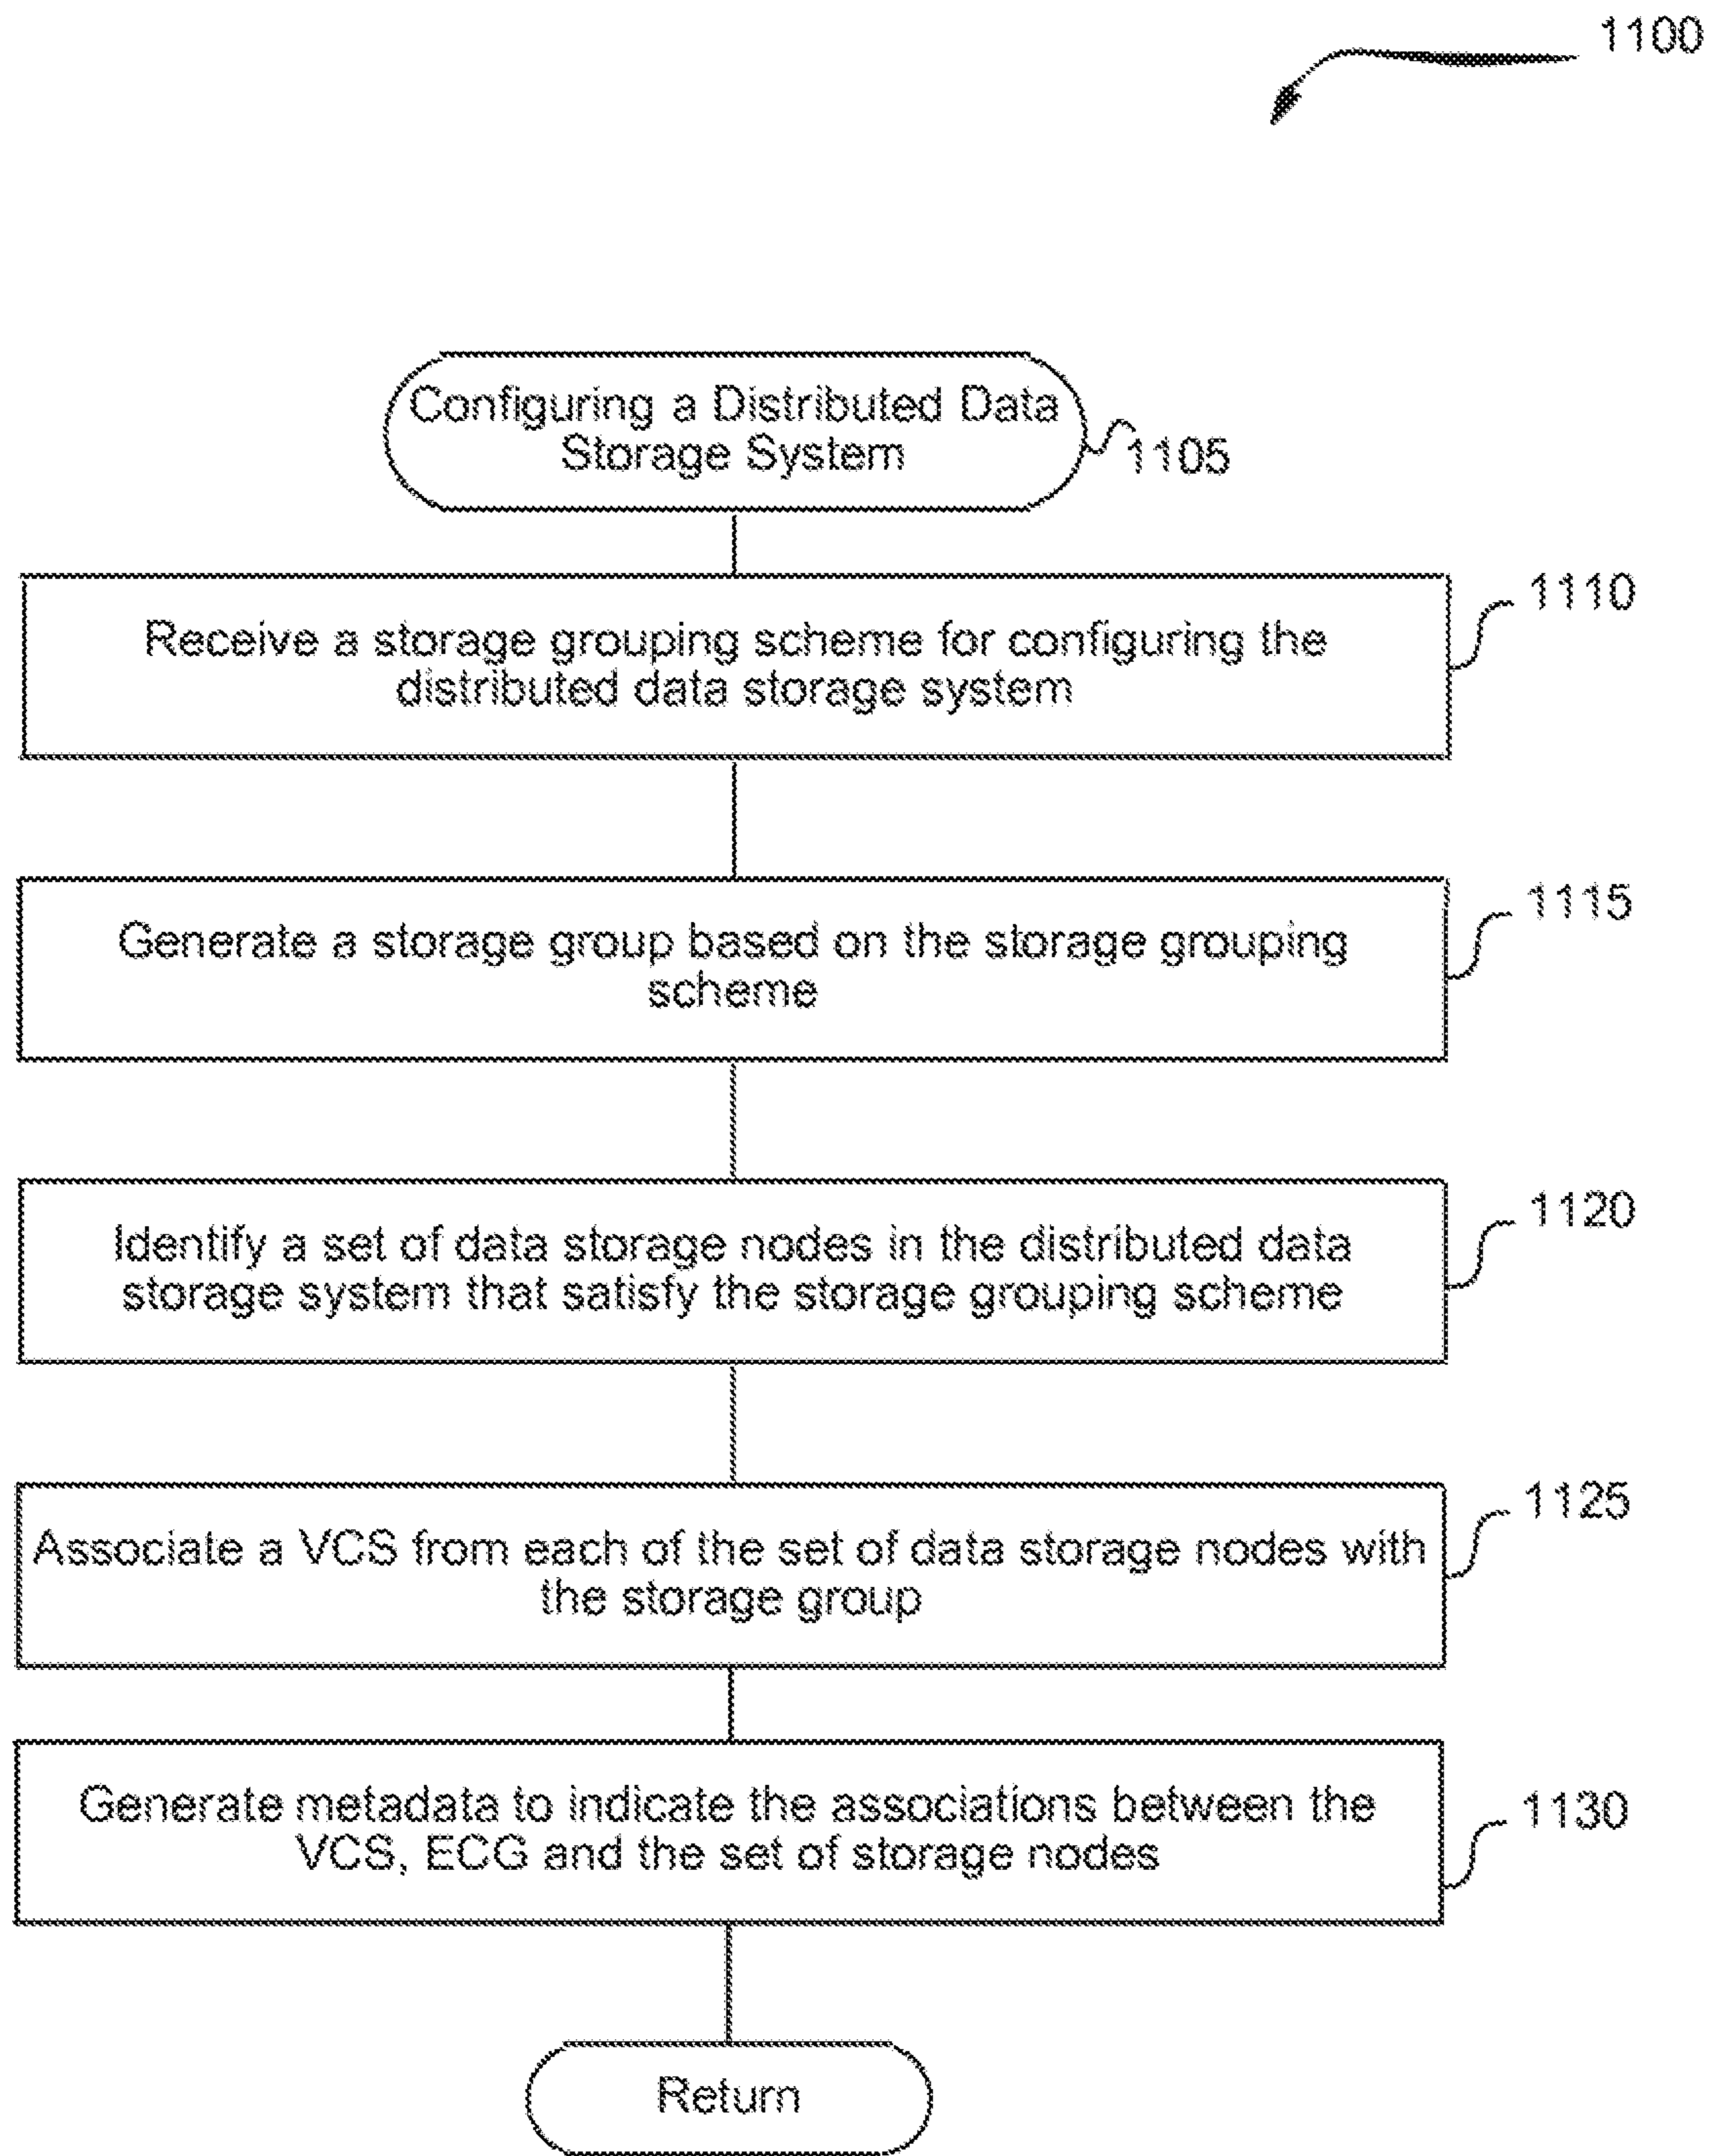 1100
Configuring a Distributed Data
Storage System
1105
1110
Receive a storage grouping scheme for configuring the
distributed data storage system
1115
Generate a storage group based on the storage grouping
scheme
1120
Identify a set of data storage nodes in the distributed data
storage system that satisfy the storage grouping scheme
1125
Associate a VCS from each of the set of data storage nodes with
the storage group
1130
Generate metadata to indicate the associations between the
VCS, ECG and the set of storage nodes
Return